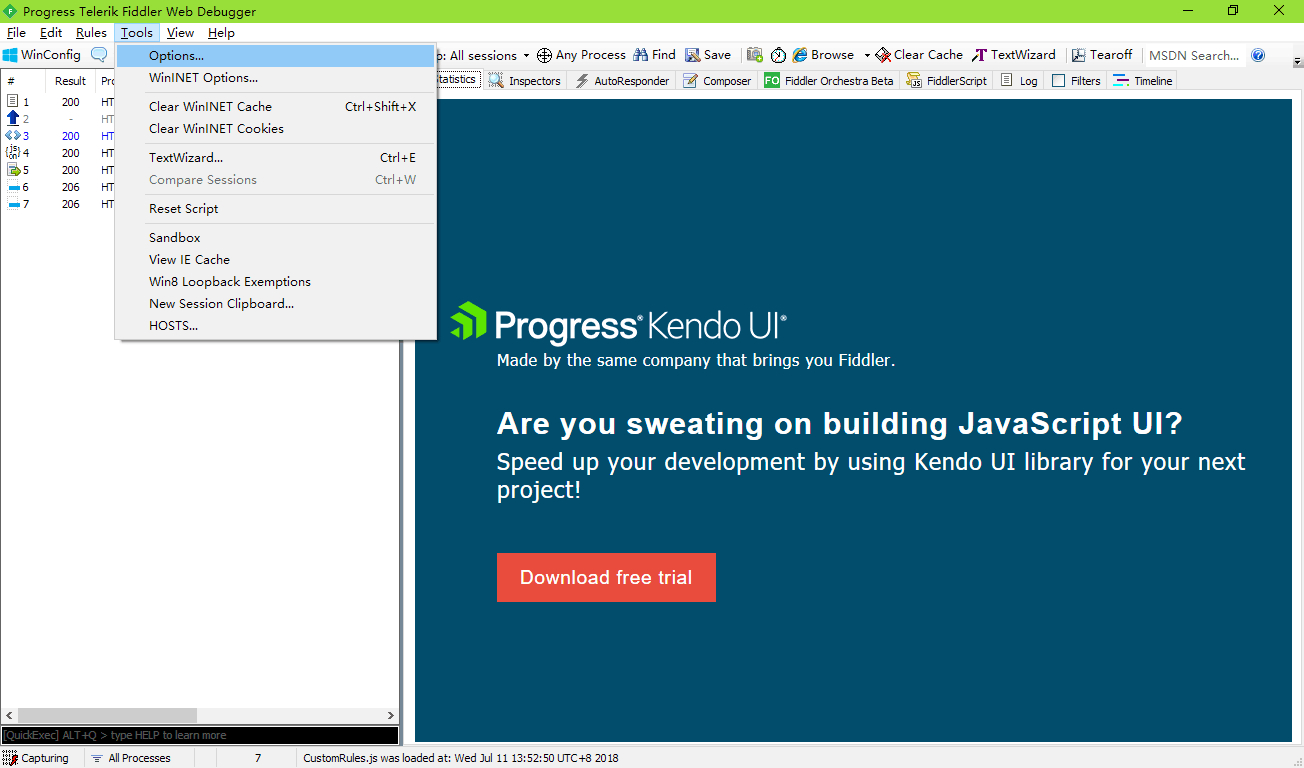 Progress Telerik Fiddler Web Debugger
File Edit Rules Tools View Help
WinConfig p: All sessions Any Process Find Save Browse Clear Cache TextWizard Tearoff MSDN Search...
Options...
WinINET Options...
Clear WinINET Cache Ctrl+Shift+X
Clear WinINET Cookies
TextWizard... Ctrl+E
Compare Sessions Ctrl+W
Reset Script
Sandbox
View IE Cache
Win8 Loopback Exemptions
New Session Clipboard...
HOSTS...
# Result Pro
1 200 HT
2 - HT
3 200 HT
4 200 HT
5 200 HT
6 206 HT
7 206 HT
tatistics Inspectors AutoResponder Composer FO Fiddler Orchestra Beta FiddlerScript Log Filters Timeline
Progress® Kendo UI®
Made by the same company that brings you Fiddler.
Are you sweating on building JavaScript UI?
Speed up your development by using Kendo UI library for your next
project!
Download free trial
[QuickExec] ALT+Q > type HELP to learn more
Capturing All Processes 7 CustomRules.js was loaded at: Wed Jul 11 13:52:50 UTC+8 2018